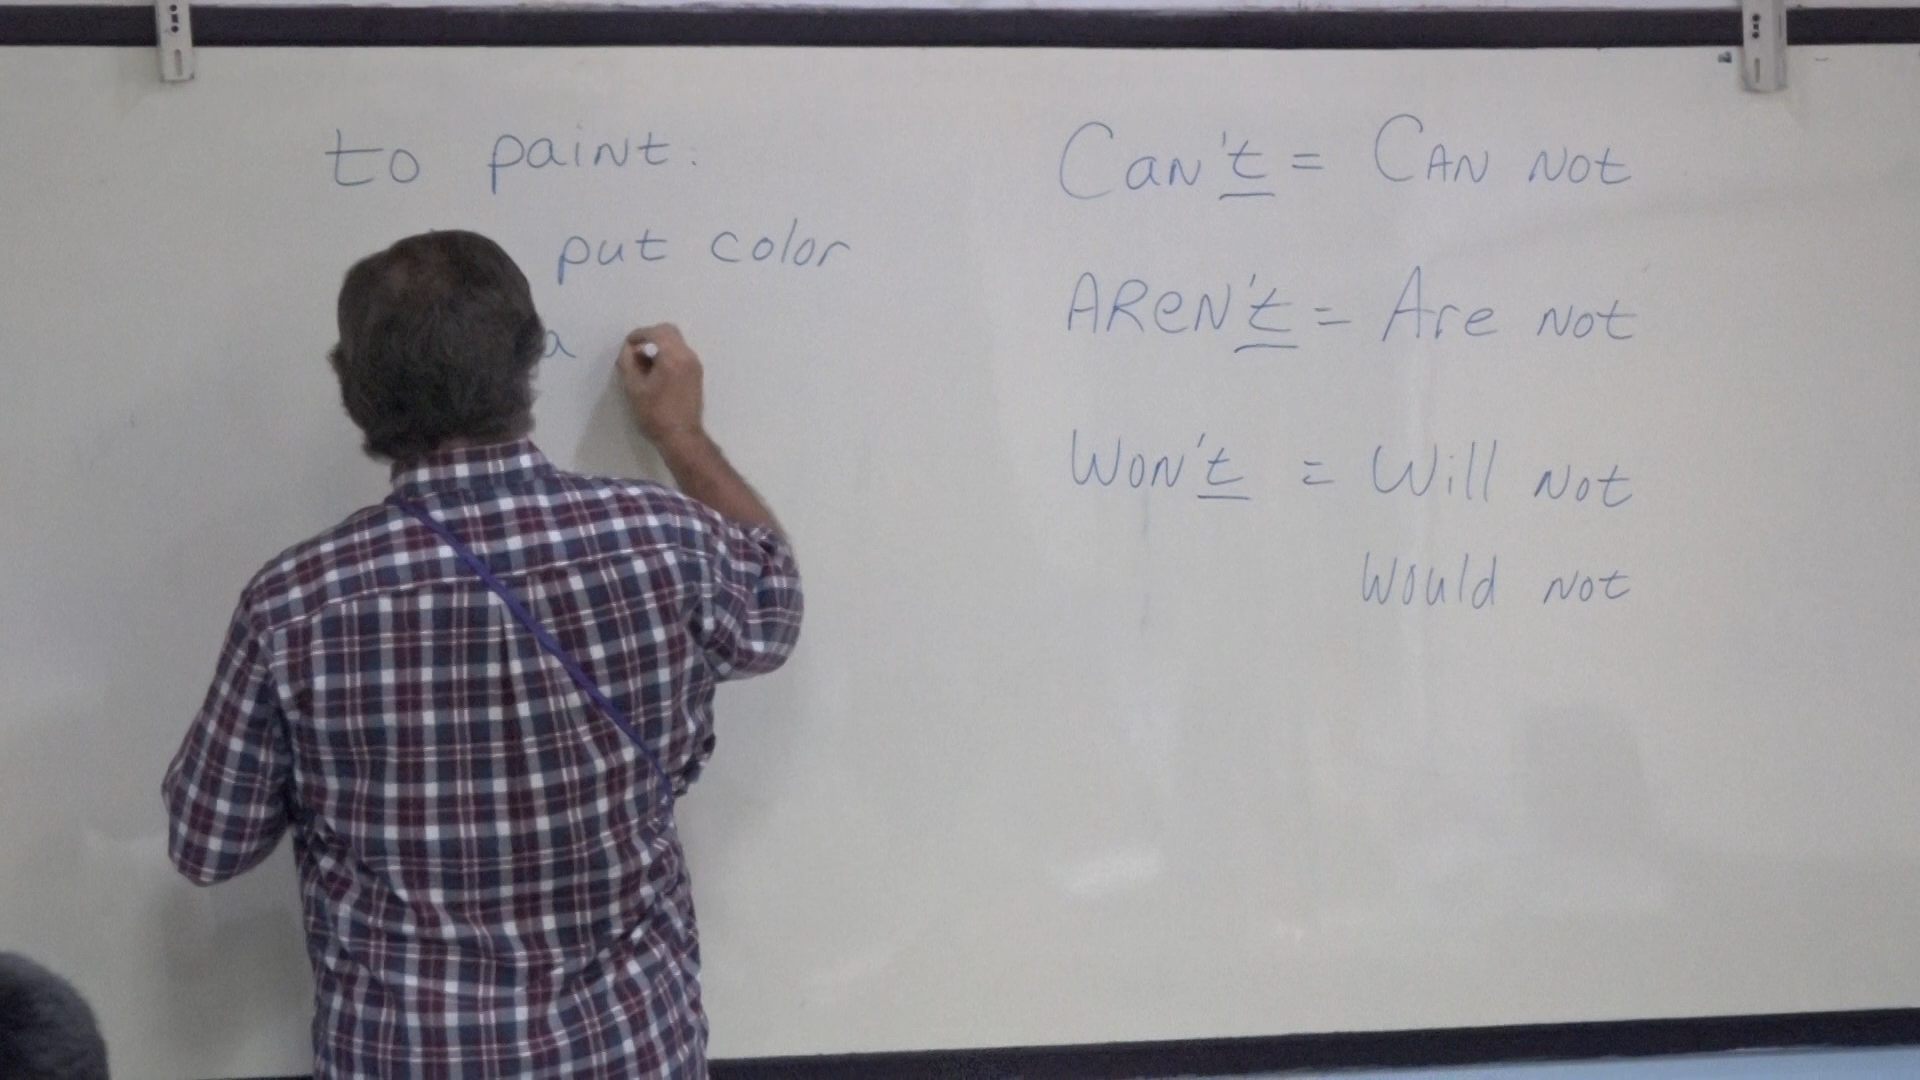 to paint:
put color
a
Can't = CAN NOT
AREN't = Are NOT
WON't = Will NOT
Would NOT